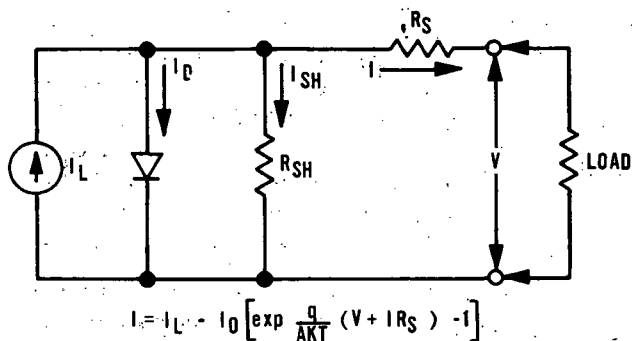 R_S
I_D
I_SH
I
I_L
R_SH
V
LOAD
I = I_L - I_0 [exp q/AKT (V + IR_S) -1]